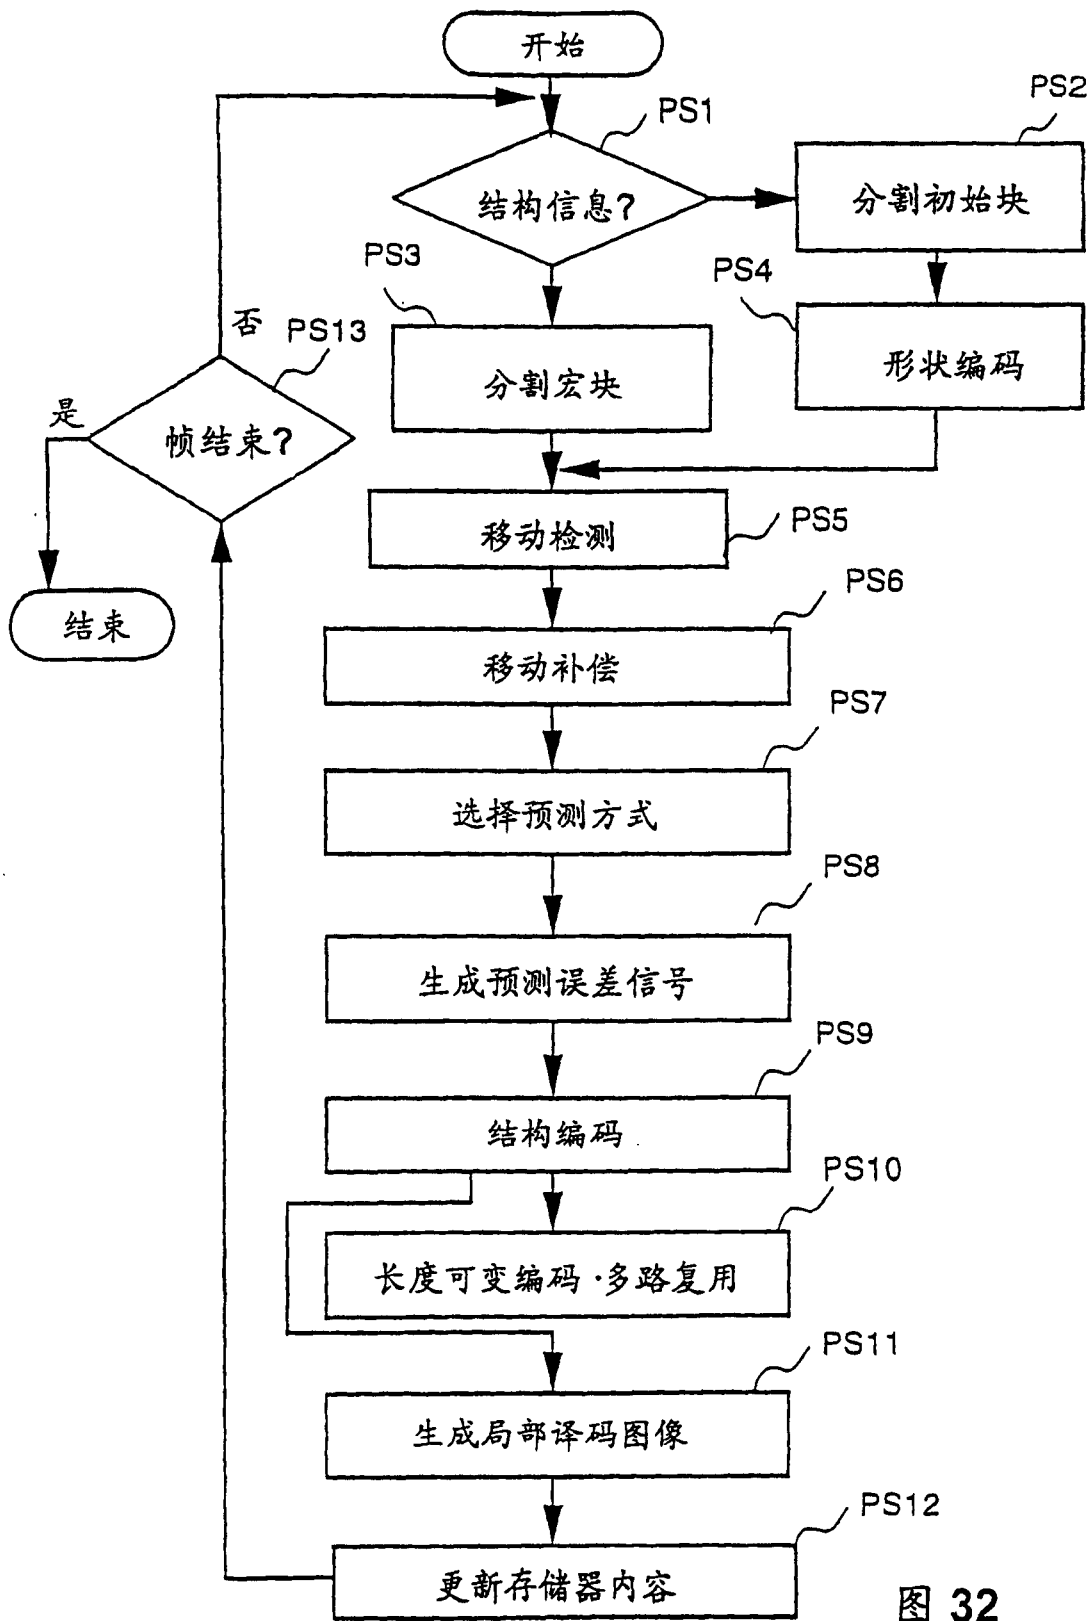 开始
PS1
PS2
结构信息?
分割初始块
PS3
PS4
否
PS13
分割宏块
形状编码
是
帧结束?
移动检测
PS5
PS6
结束
移动补偿
PS7
选择预测方式
PS8
生成预测误差信号
PS9
结构编码
PS10
长度可变编码·多路复用
PS11
生成局部译码图像
PS12
更新存储器内容
图 32